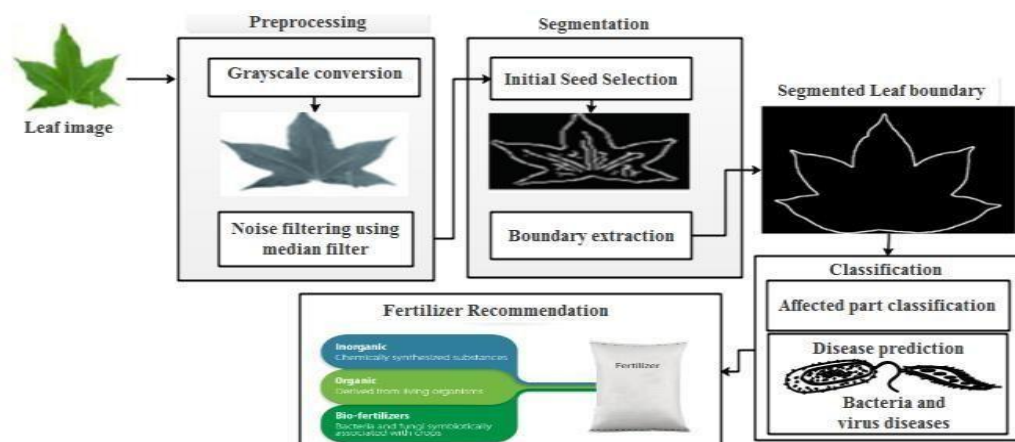 Preprocessing
Segmentation
Leaf image
Grayscale conversion
Noise filtering using
median filter
Initial Seed Selection
Boundary extraction
Segmented Leaf boundary
Classification
Affected part classification
Disease prediction
Bacteria and
virus diseases
Fertilizer Recommendation
Inorganic
Chemically synthesized substances
Organic
Derived from living organisms
Bio-fertilizers
Bacteria and fungi symbiotically
associated with crops
Fertilizer